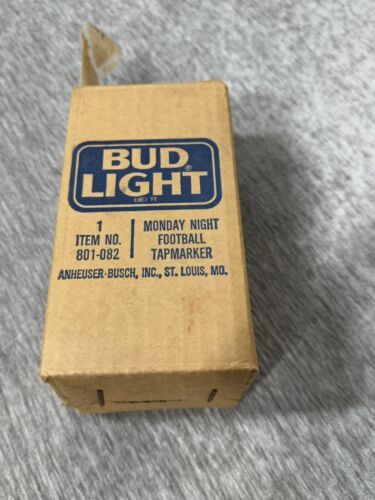 BUD
LIGHT®
BEER
1
ITEM NO.
801-082
MONDAY NIGHT
FOOTBALL
TAPMARKER
ANHEUSER-BUSCH, INC., ST. LOUIS, MO.